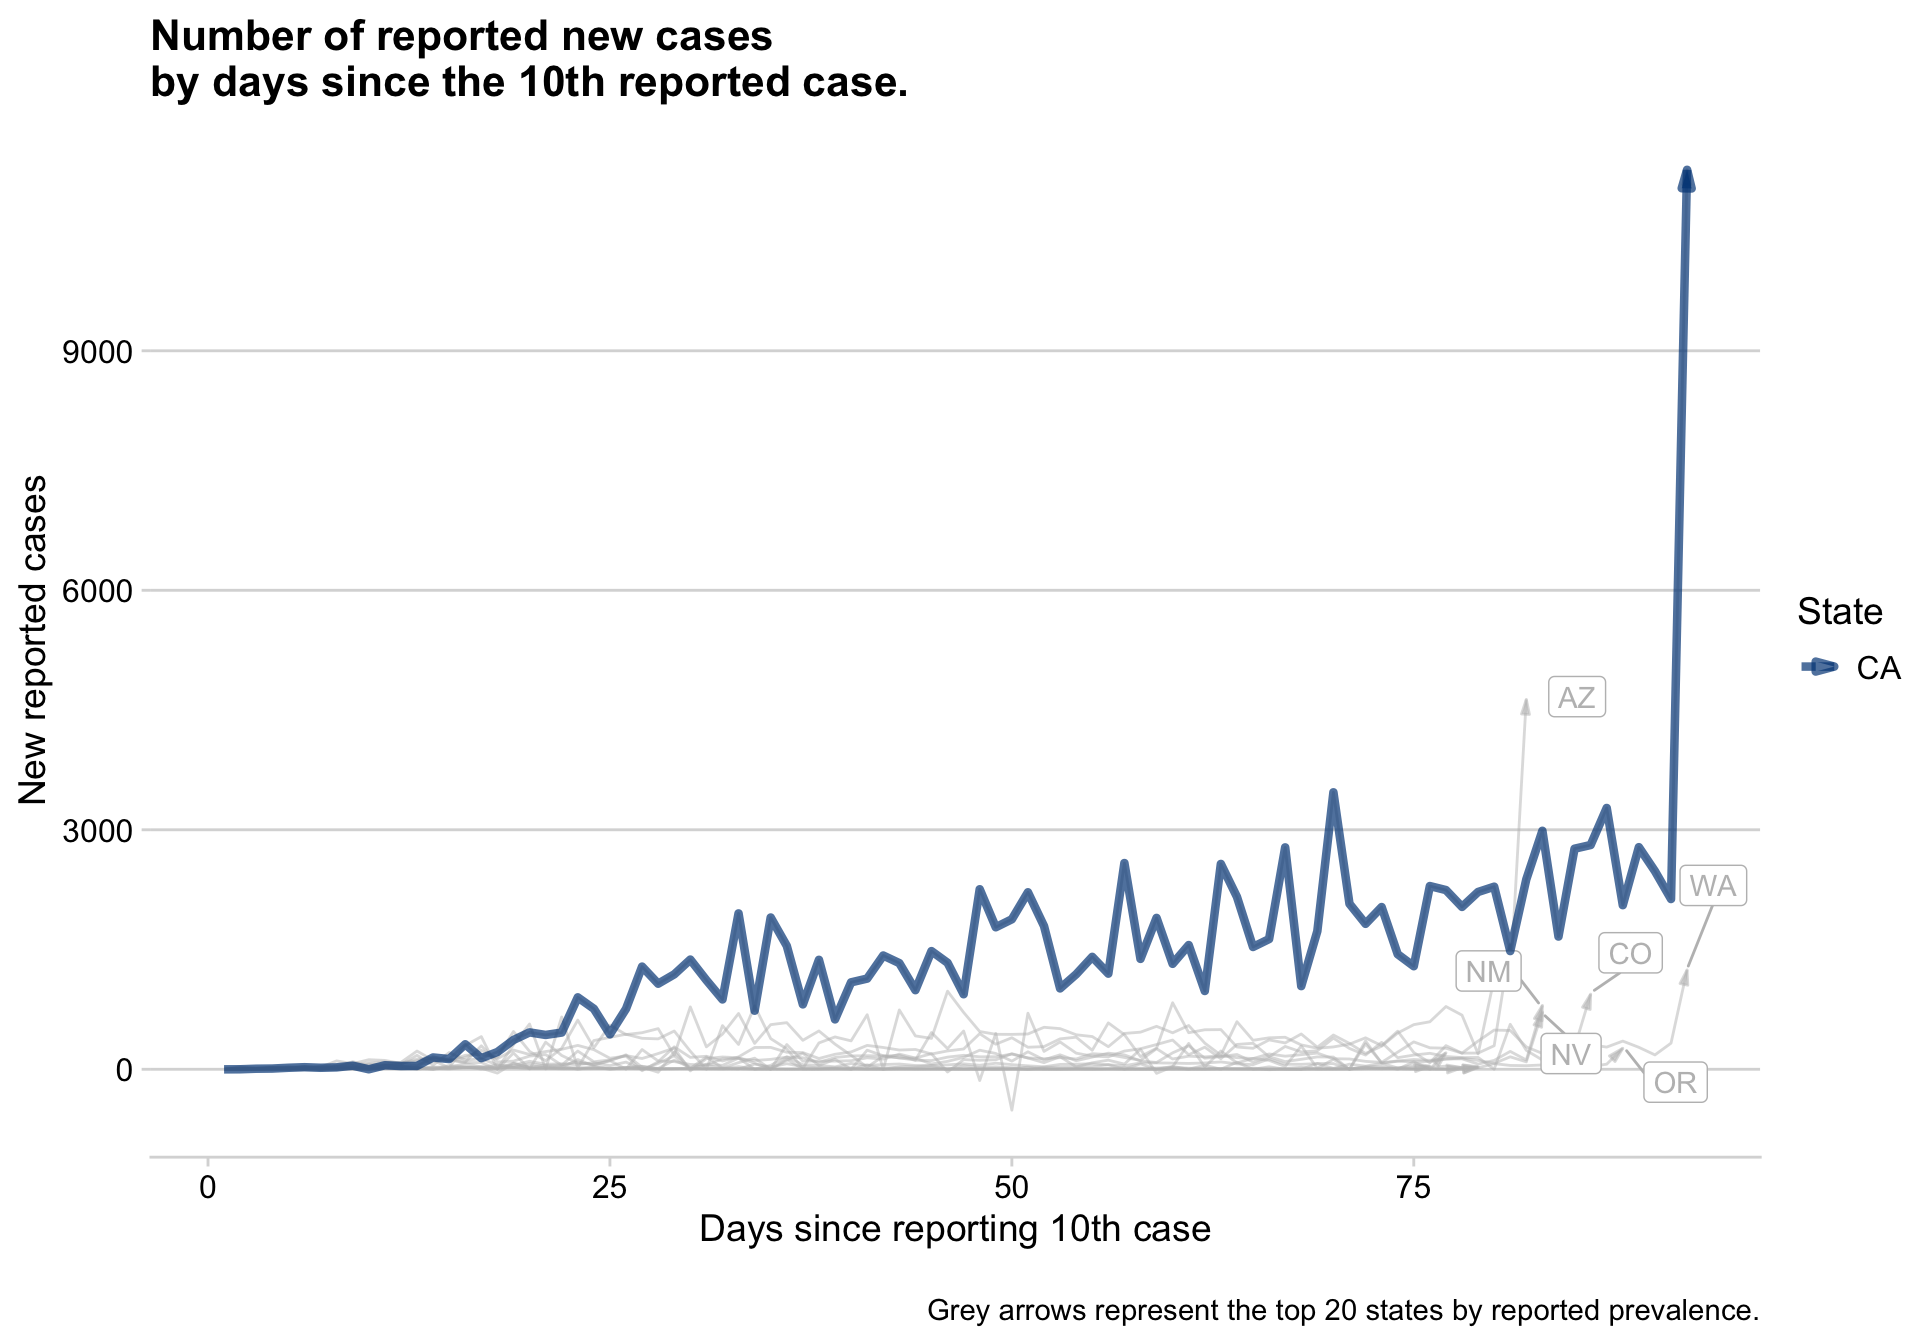 Number of reported new cases
by days since the 10th reported case.
New reported cases
9000
6000
3000
0
AZ
WA
CO
NM
NV
OR
State
CA
0
25
50
75
Days since reporting 10th case
Grey arrows represent the top 20 states by reported prevalence.